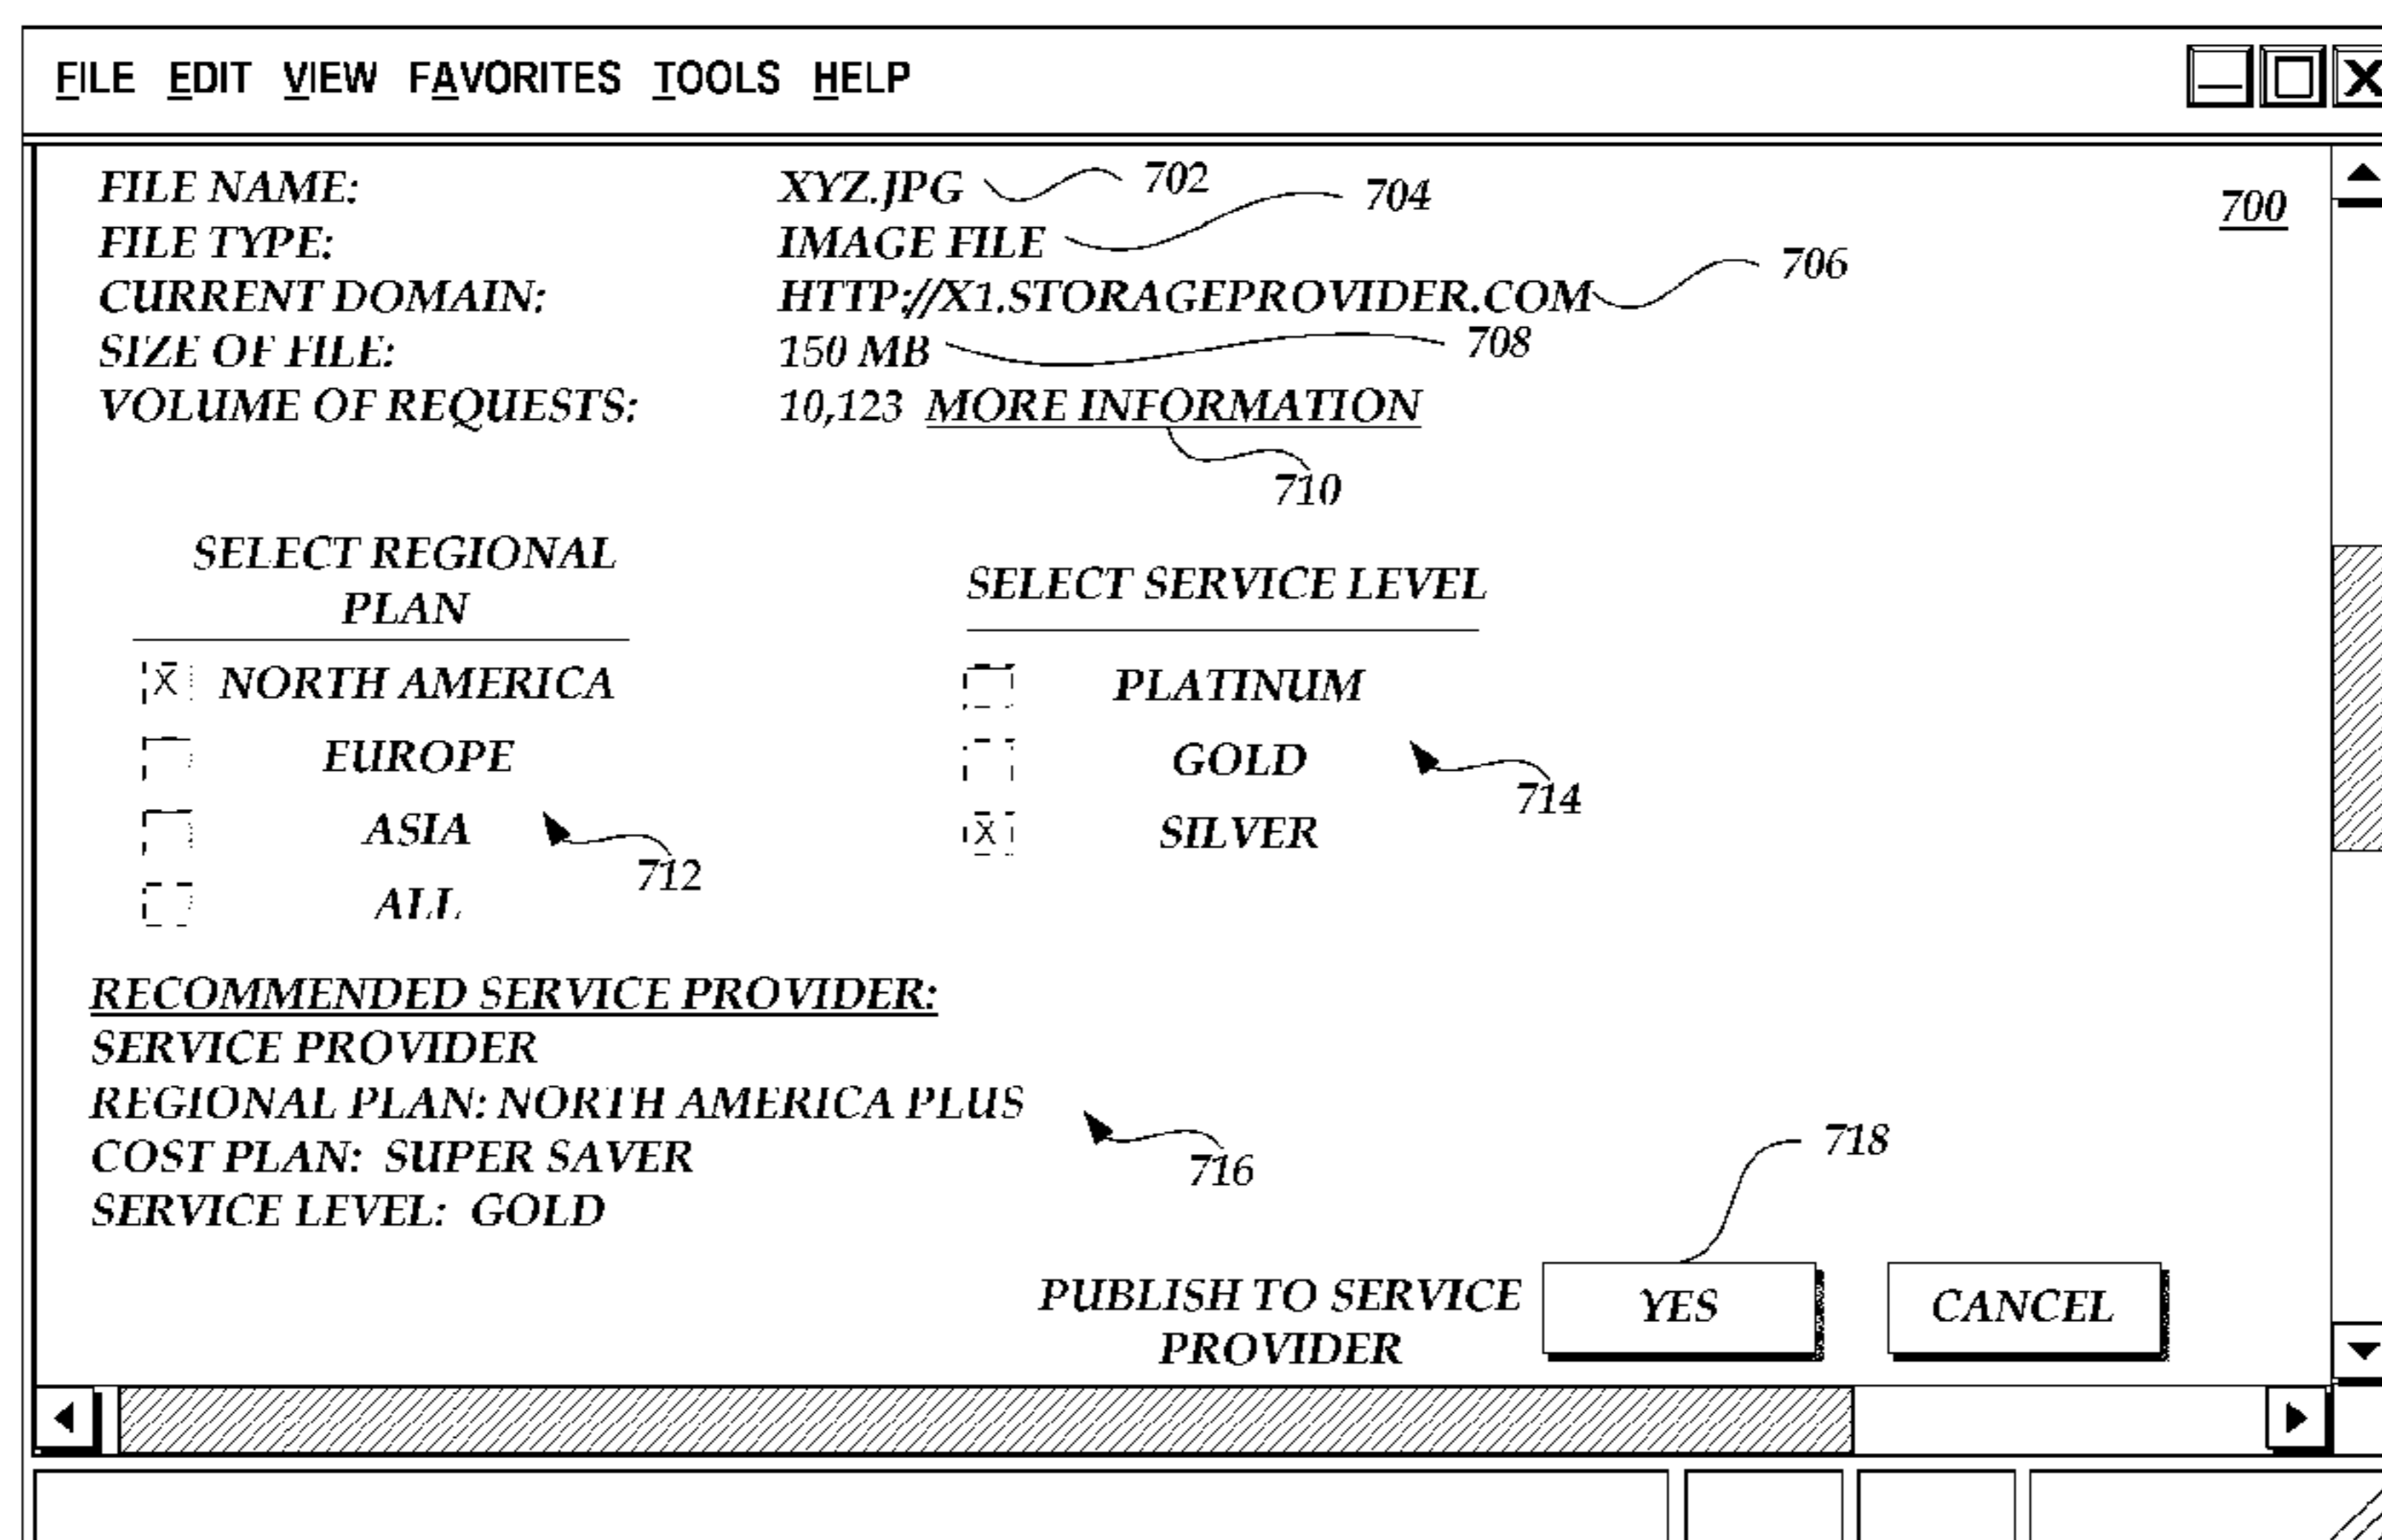 FILE EDIT VIEW FAVORITES TOOLS HELP
FILE NAME: XYZ.JPG 702
FILE TYPE: IMAGE FILE 704
700
CURRENT DOMAIN: HTTP://X1.STORAGEPROVIDER.COM 706
SIZE OF FILE: 150 MB 708
VOLUME OF REQUESTS: 10,123 MORE INFORMATION
710
SELECT REGIONAL
PLAN
X NORTH AMERICA
EUROPE
ASIA
712
ALL
SELECT SERVICE LEVEL
PLATINUM
GOLD
714
X SILVER
RECOMMENDED SERVICE PROVIDER:
SERVICE PROVIDER
REGIONAL PLAN: NORTH AMERICA PLUS
716
COST PLAN: SUPER SAVER
SERVICE LEVEL: GOLD
718
PUBLISH TO SERVICE
PROVIDER
YES
CANCEL